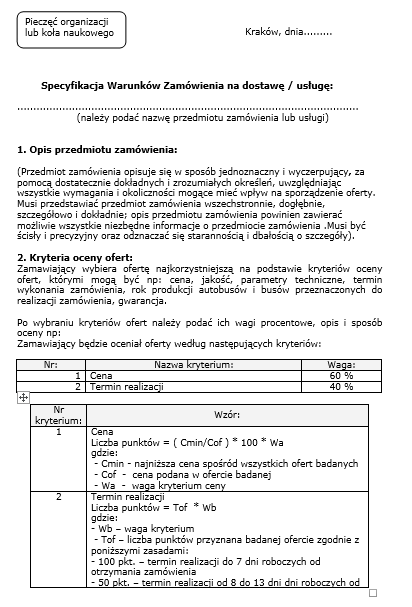 Pieczęć organizacji
lub koła naukowego
Kraków, dnia.........
Specyfikacja Warunków Zamówienia na dostawę / usługę:
...........................................................................................................
(należy podać nazwę przedmiotu zamówienia lub usługi)
1. Opis przedmiotu zamówienia:
(Przedmiot zamówienia opisuje się w sposób jednoznaczny i wyczerpujący, za
pomocą dostatecznie dokładnych i zrozumiałych określeń, uwzględniając
wszystkie wymagania i okoliczności mogące mieć wpływ na sporządzenie oferty.
Musi przedstawiać przedmiot zamówienia wszechstronnie, dogłębnie,
szczegółowo i dokładnie; opis przedmiotu zamówienia powinien zawierać
możliwie wszystkie niezbędne informacje o przedmiocie zamówienia .Musi być
ścisły i precyzyjny oraz odznaczać się starannością i dbałością o szczegóły).
2. Kryteria oceny ofert:
Zamawiający wybiera ofertę najkorzystniejszą na podstawie kryteriów oceny
ofert, którymi mogą być np: cena, jakość, parametry techniczne, termin
wykonania zamówienia, rok produkcji autobusów i busów przeznaczonych do
realizacji zamówienia, gwarancja.
Po wybraniu kryteriów ofert należy podać ich wagi procentowe, opis i sposób
oceny np:
Zamawiający będzie oceniał oferty według następujących kryteriów:
Nr: Nazwa kryterium: Waga:
1 Cena 60 %
2 Termin realizacji 40 %
Nr
kryterium: Wzór:
1 Cena
Liczba punktów = ( Cmin/Cof ) * 100 * Wa
gdzie:
- Cmin - najniższa cena spośród wszystkich ofert badanych
- Cof - cena podana w ofercie badanej
- Wa - waga kryterium ceny
2 Termin realizacji
Liczba punktów = Tof * Wb
gdzie:
- Wb – waga kryterium
- Tof – liczba punktów przyznana badanej ofercie zgodnie z
poniższymi zasadami:
- 100 pkt. – termin realizacji do 7 dni roboczych od
otrzymania zamówienia
- 50 pkt. – termin realizacji od 8 do 13 dni dni roboczych od